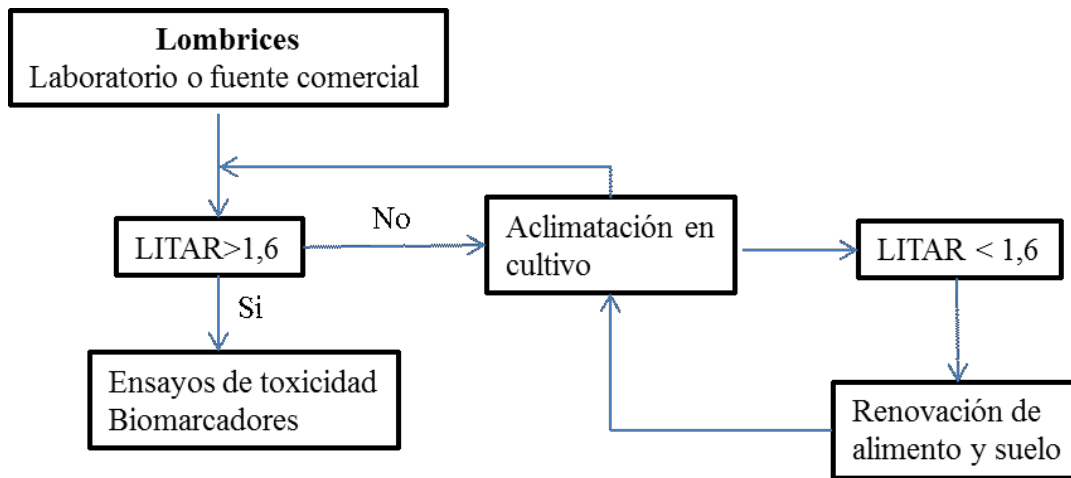 Lombrices
Laboratorio o fuente comercial
No
LITAR>1,6
Aclimatación en
cultivo
LITAR < 1,6
Si
Ensayos de toxicidad
Biomarcadores
Renovación de
alimento y suelo